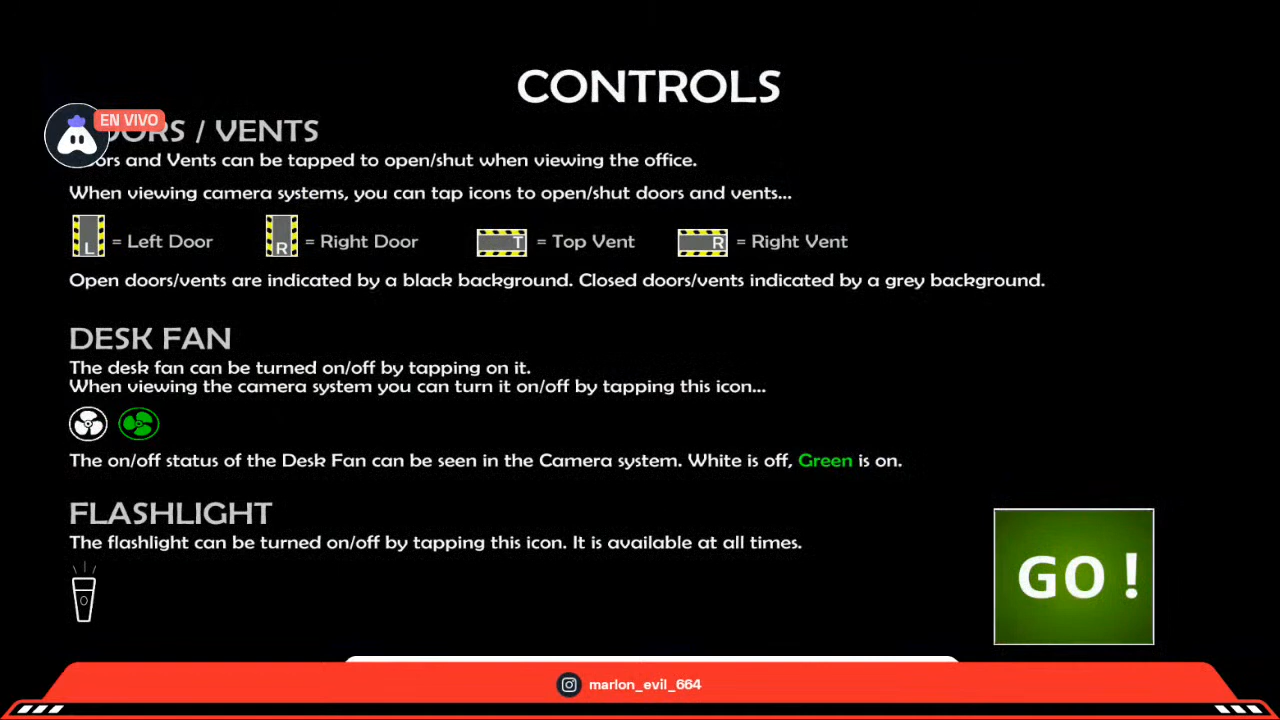 CONTROLS
EN VIVO
ORS / VENTS
ors and Vents can be tapped to open/shut when viewing the office.
When viewing camera systems, you can tap icons to open/shut doors and vents...
L = Left Door R = Right Door T = Top Vent R = Right Vent
Open doors/vents are indicated by a black background. Closed doors/vents indicated by a grey background.
DESK FAN
The desk fan can be turned on/off by tapping on it.
When viewing the camera system you can turn it on/off by tapping this icon...
The on/off status of the Desk Fan can be seen in the Camera system. White is off, Green is on.
FLASHLIGHT
The flashlight can be turned on/off by tapping this icon. It is available at all times.
GO!
marlon_evil_664